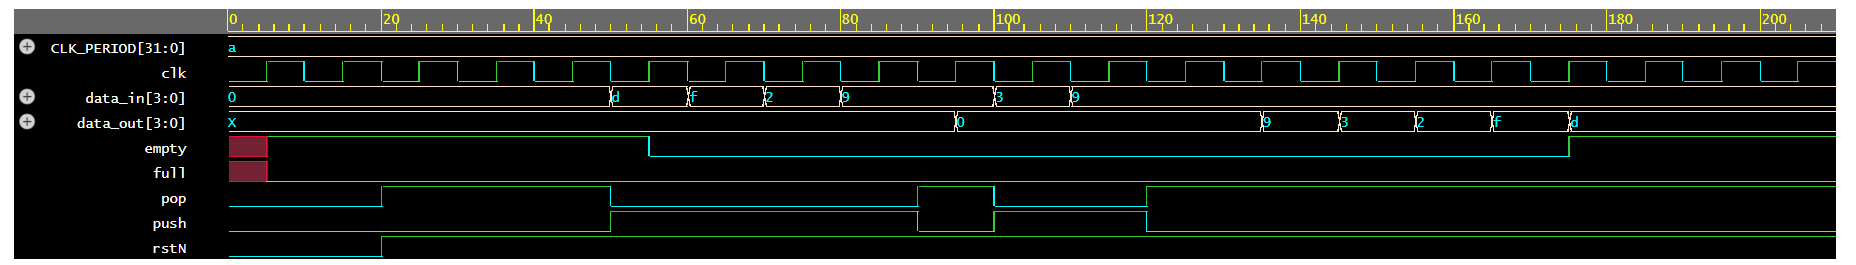 0 20 40 60 80 100 120 140 160 180 200
CLK_PERIOD[31:0] a
clk
data_in[3:0] 0 d f 2 9 3 9
data_out[3:0] X 0 9 3 2 f d
empty
full
pop
push
rstN